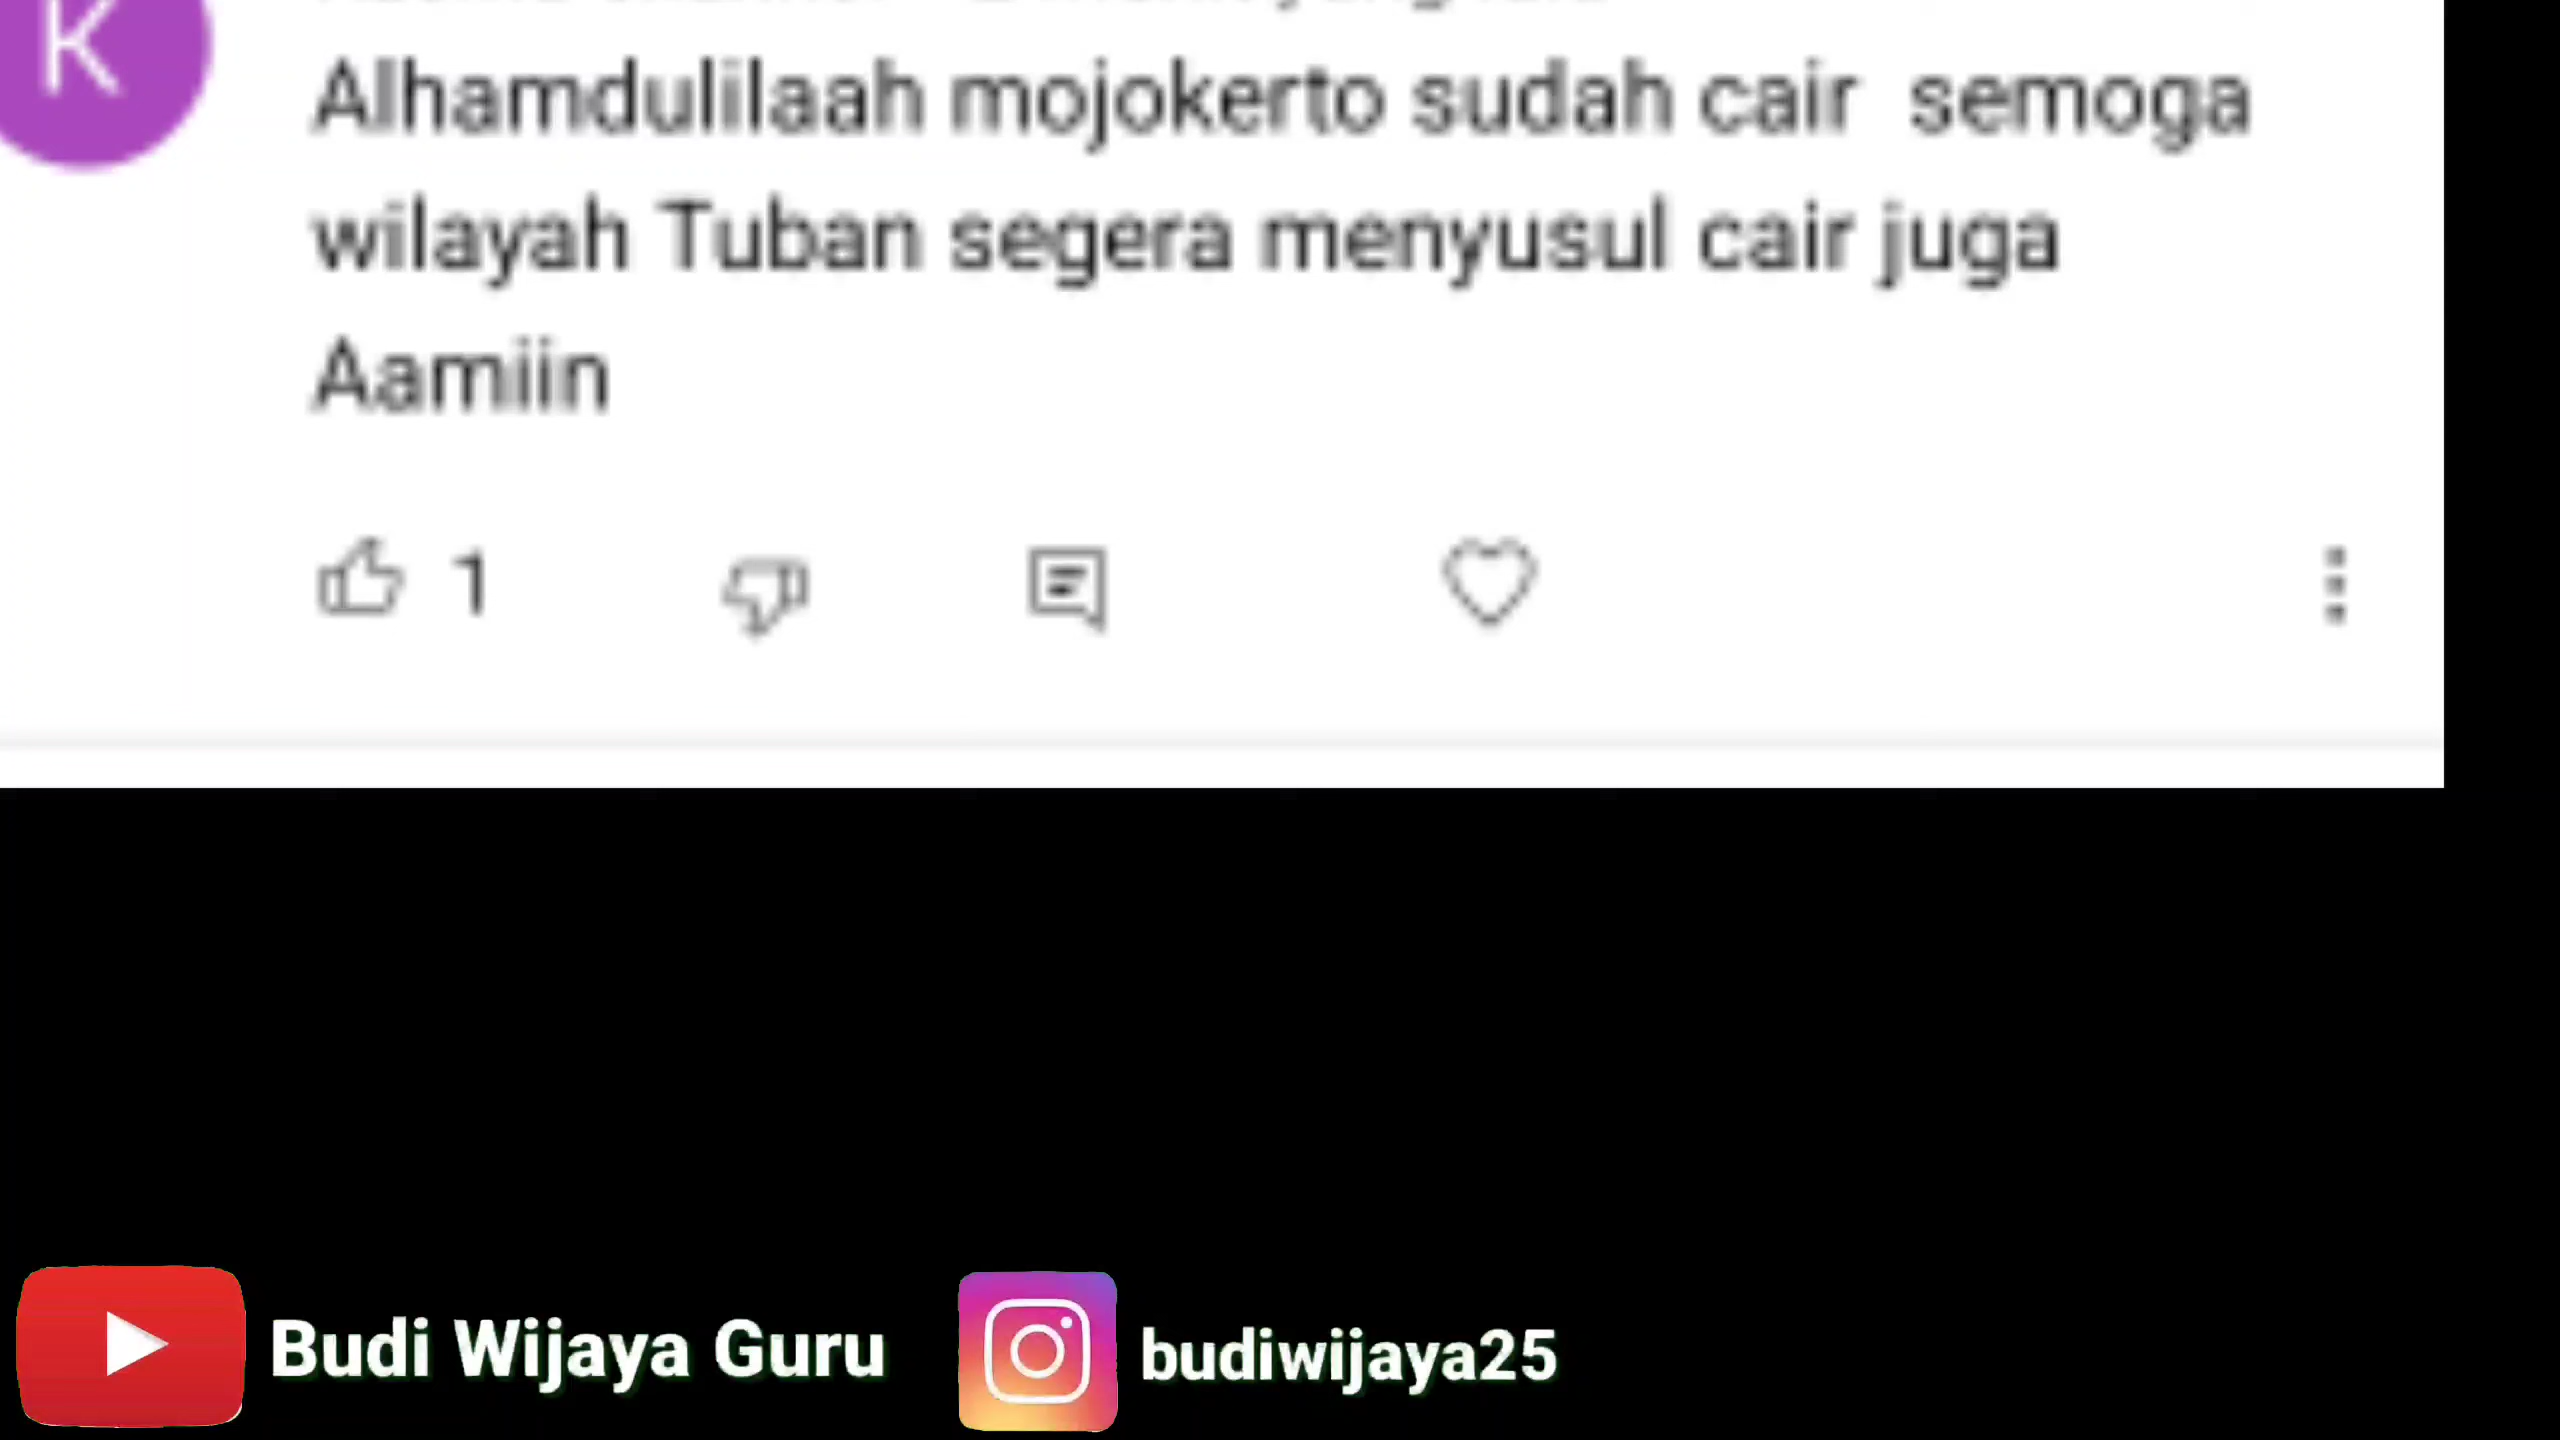 K
Alhamdulilaah mojokerto sudah cair semoga
wilayah Tuban segera menyusul cair juga
Aamiin
1
Budi Wijaya Guru
budiwijaya25